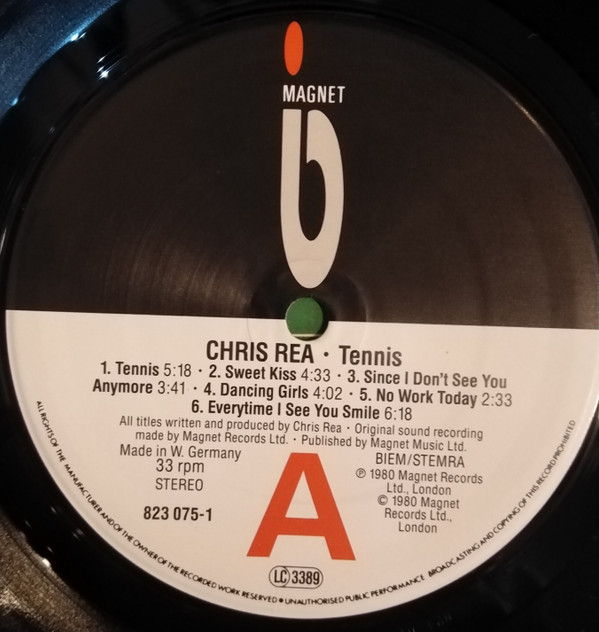 MAGNET
CHRIS REA · Tennis
1. Tennis 5:18 · 2. Sweet Kiss 4:33 · 3. Since I Don't See You
Anymore 3:41 · 4. Dancing Girls 4:02 · 5. No Work Today 2:33
6. Everytime I See You Smile 6:18
All titles written and produced by Chris Rea · Original sound recording
made by Magnet Records Ltd. · Published by Magnet Music Ltd.
Made in W. Germany
33 rpm
STEREO
823 075-1
A
BIEM/STEMRA
℗ 1980 Magnet Records
Ltd., London
© 1980 Magnet
Records Ltd.,
London
LC 3389
ALL RIGHTS OF THE MANUFACTURER AND OF THE OWNER OF THE RECORDED WORK RESERVED ● UNAUTHORISED PUBLIC PERFORMANCE BROADCASTING AND COPYING OF THIS RECORD PROHIBITED